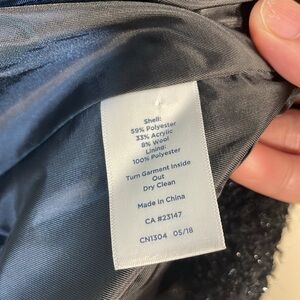 Shell:
59% Polyester
33% Acrylic
8% Wool
Lining:
100% Polyester
Turn Garment Inside
Out
Dry Clean
Made in China
CA #23147
CN1304 05/18